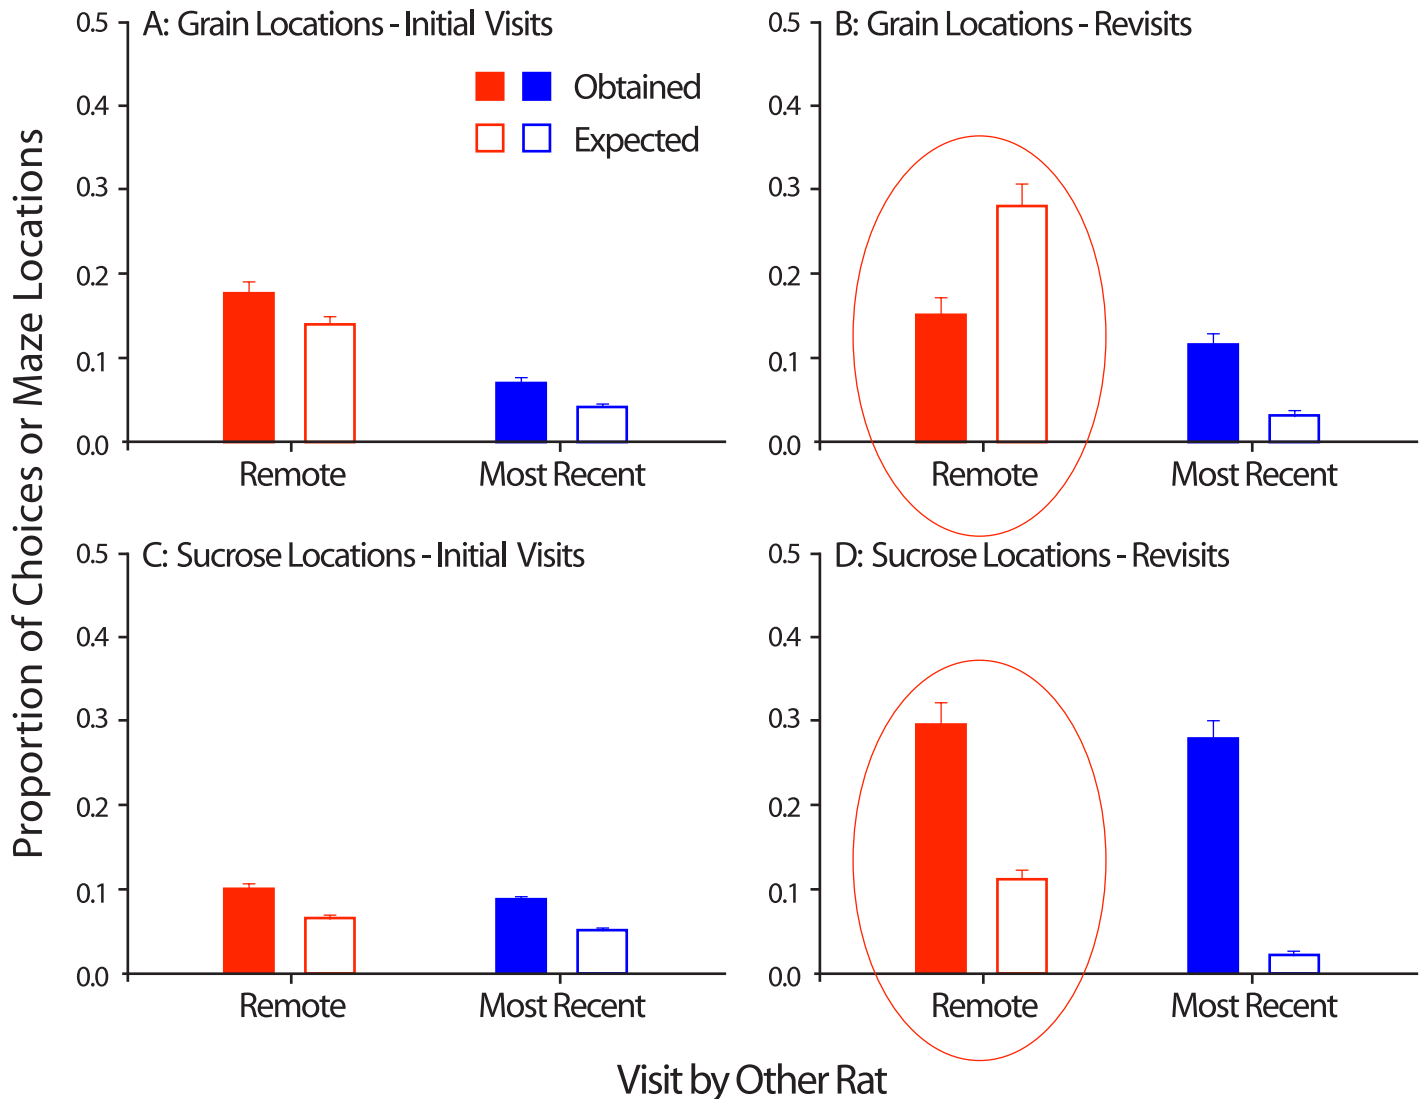 Proportion of Choices or Maze Locations
A: Grain Locations - Initial Visits
0.5
0.4
0.3
0.2
0.1
0.0
Obtained
Expected
Remote
Most Recent
B: Grain Locations - Revisits
0.5
0.4
0.3
0.2
0.1
0.0
Remote
Most Recent
C: Sucrose Locations - Initial Visits
0.5
0.4
0.3
0.2
0.1
0.0
Remote
Most Recent
D: Sucrose Locations - Revisits
0.5
0.4
0.3
0.2
0.1
0.0
Remote
Most Recent
Visit by Other Rat